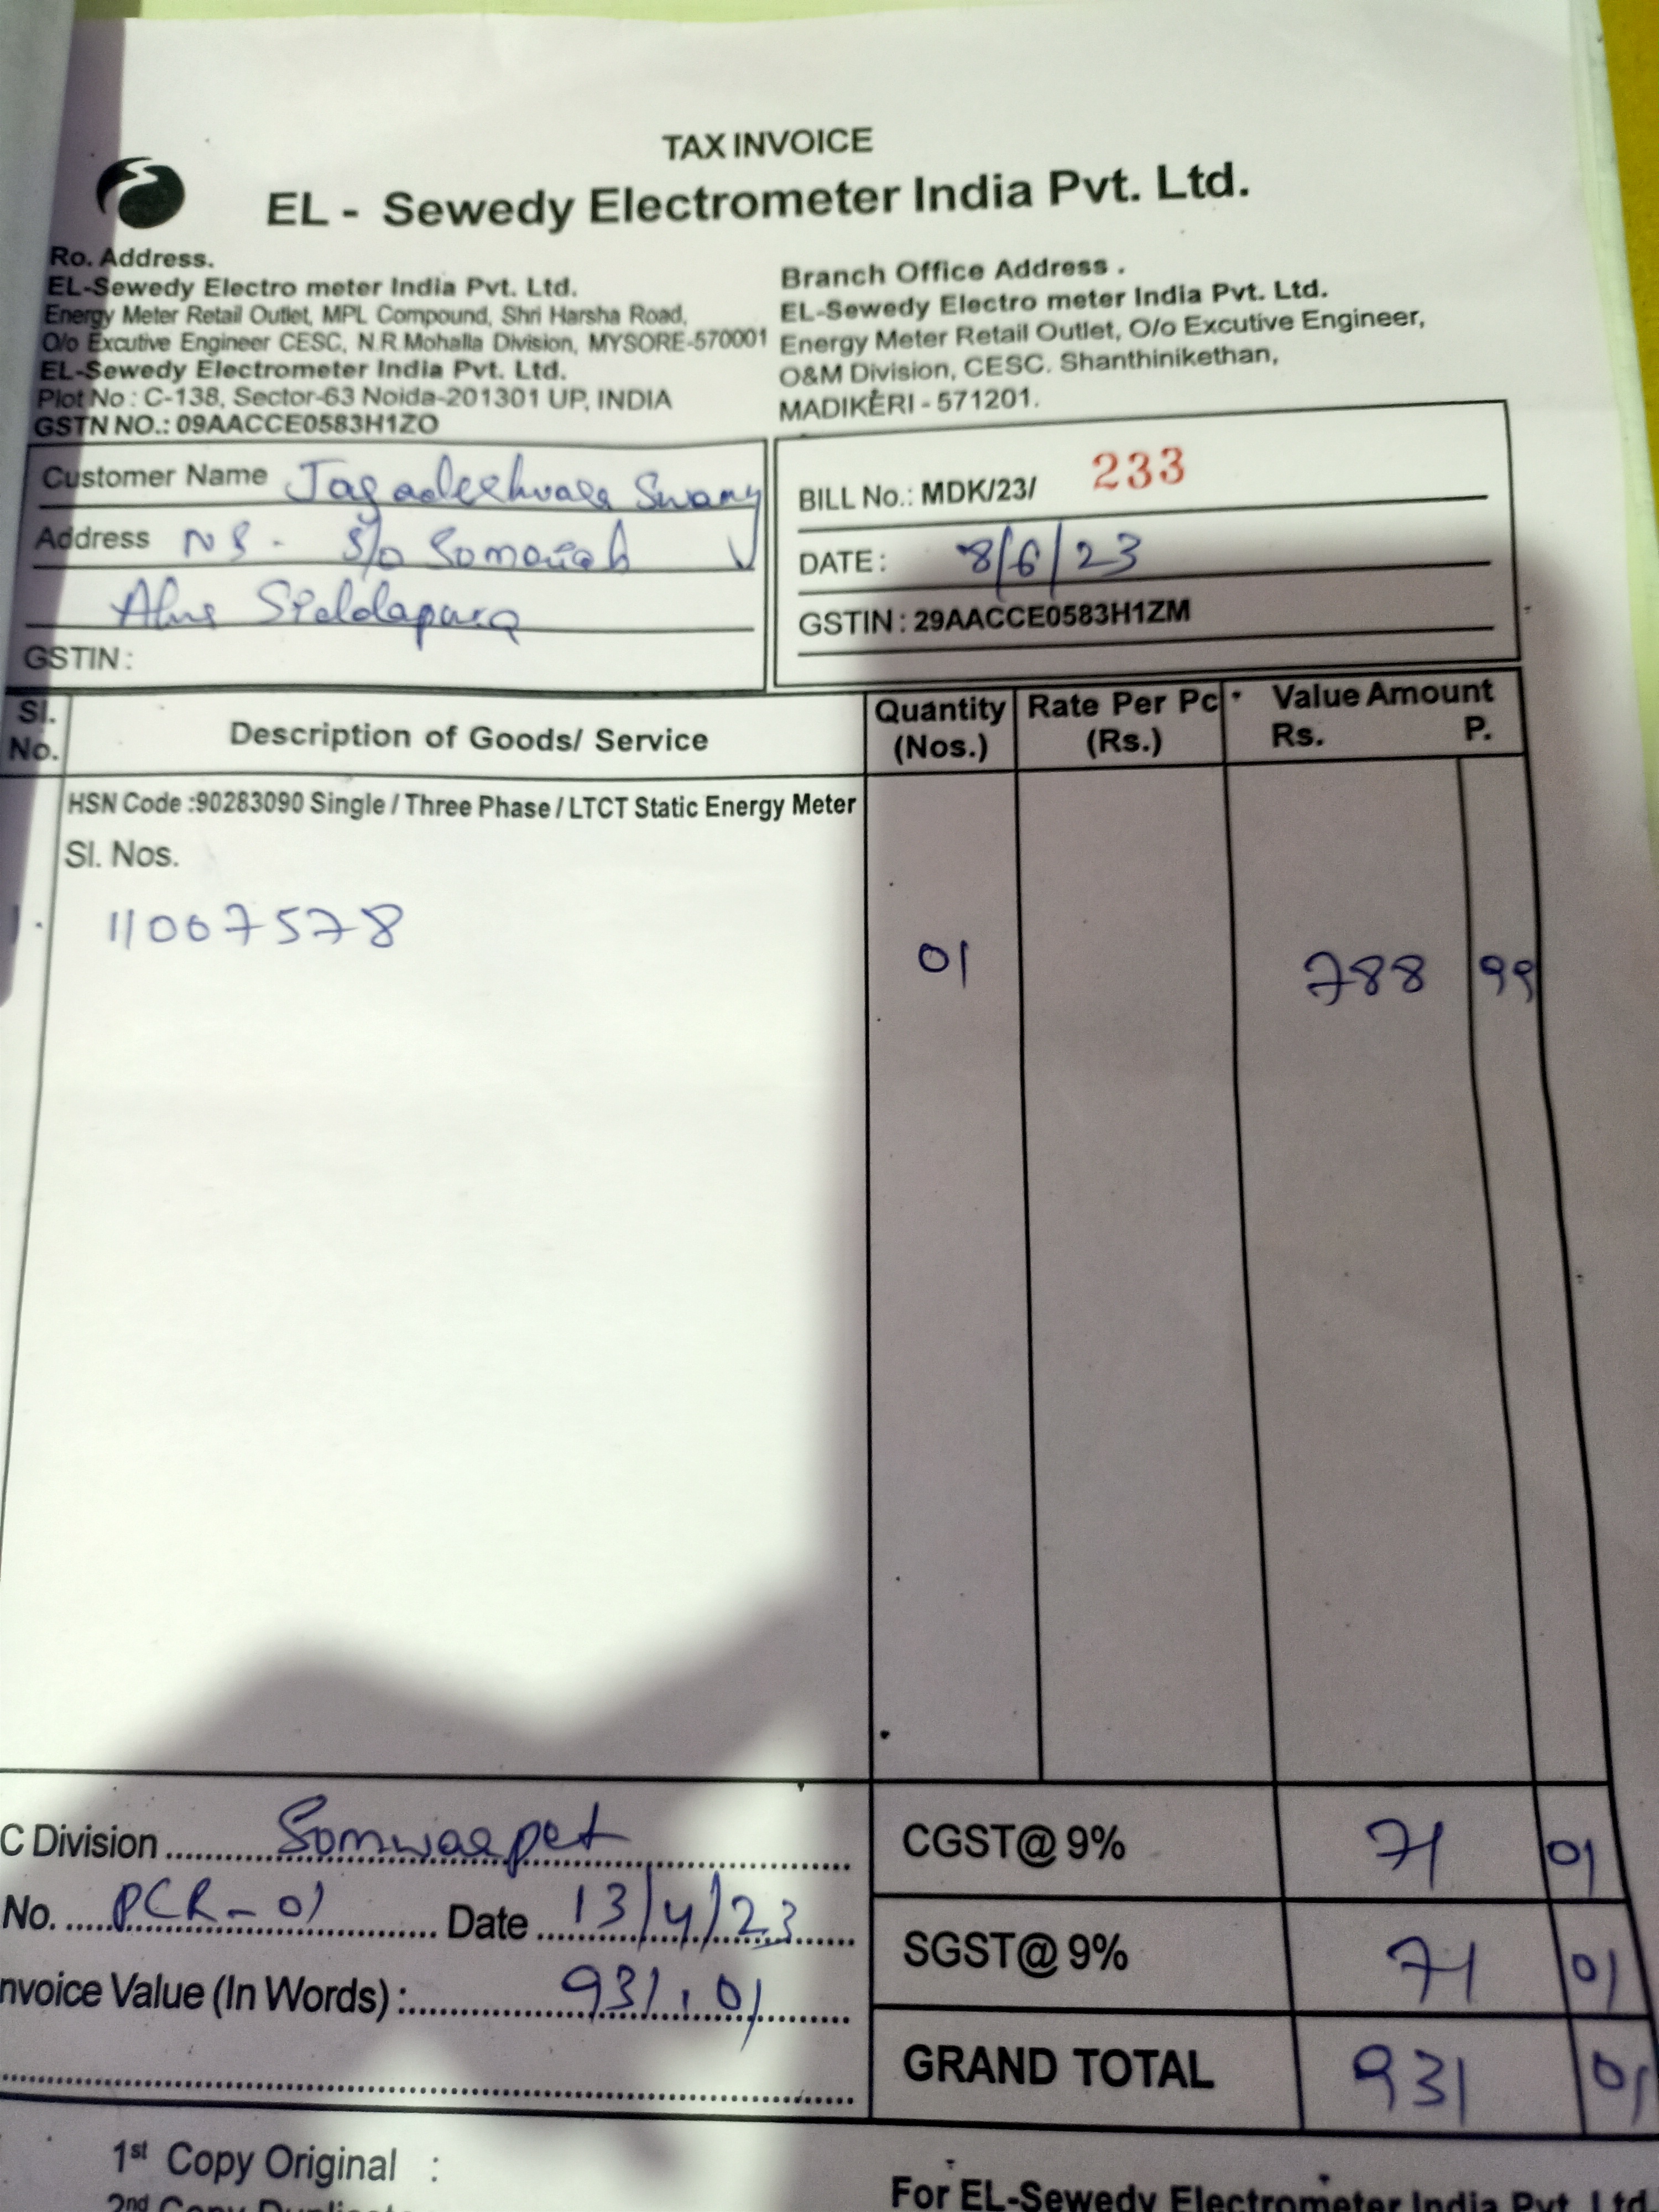 TAX INVOICE
EL - Sewedy Electrometer India Pvt. Ltd.
Ro. Address.
EL-Sewedy Electro meter India Pvt. Ltd.
Energy Meter Retail Outlet, MPL Compound, Shri Harsha Road,
O/o Excutive Engineer CESC, N.R.Mohalla Division, MYSORE-570001
EL-Sewedy Electrometer India Pvt. Ltd.
Plot No : C-138, Sector-63 Noida-201301 UP, INDIA
GSTN NO.: 09AACCE0583H1ZO
Branch Office Address .
EL-Sewedy Electro meter India Pvt. Ltd.
Energy Meter Retail Outlet, O/o Excutive Engineer,
O&M Division, CESC. Shanthinikethan,
MADIKERI - 571201.
Customer Name Jagadeeshwara Swamy
Address NS - S/o Somaiah
Siddapura
GSTIN :
BILL No.: MDK/23/ 233
DATE : 8/6/23
GSTIN : 29AACCE0583H1ZM
Sl. No. Description of Goods/ Service Quantity (Nos.) Rate Per Pc (Rs.) Value Amount Rs. P.
HSN Code :90283090 Single / Three Phase / LTCT Static Energy Meter
Sl. Nos.
1. 11007578 01 788 99
C Division Somwarpet
No. PCR-01 Date 13/4/23
nvoice Value (In Words) : 931.01
CGST@ 9% 71 01
SGST@ 9% 71 01
GRAND TOTAL 931 01
1st Copy Original :
2nd Copy
For EL-Sewedy Electrometer India Pvt. Ltd.